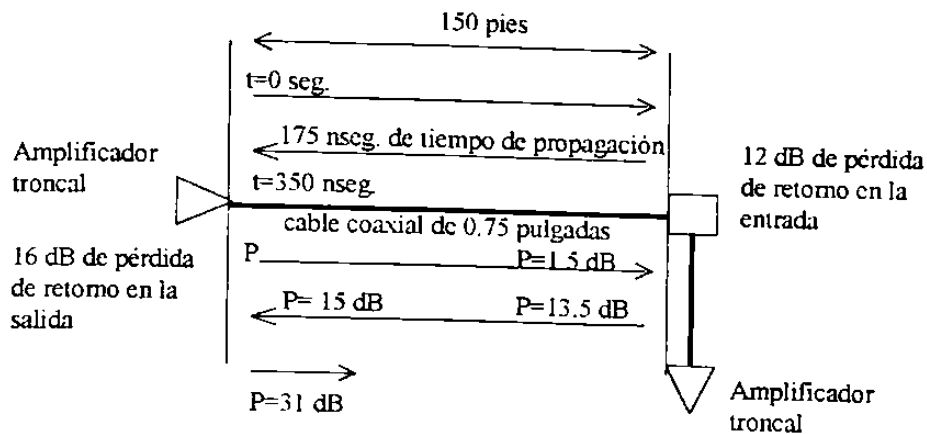 150 pies
t=0 seg.
175 nseg. de tiempo de propagación
Amplificador
troncal
12 dB de pérdida
de retorno en la
entrada
t=350 nseg.
cable coaxial de 0.75 pulgadas
16 dB de pérdida
de retorno en la
salida
P
P=1.5 dB
P= 15 dB
P=13.5 dB
P=31 dB
Amplificador
troncal